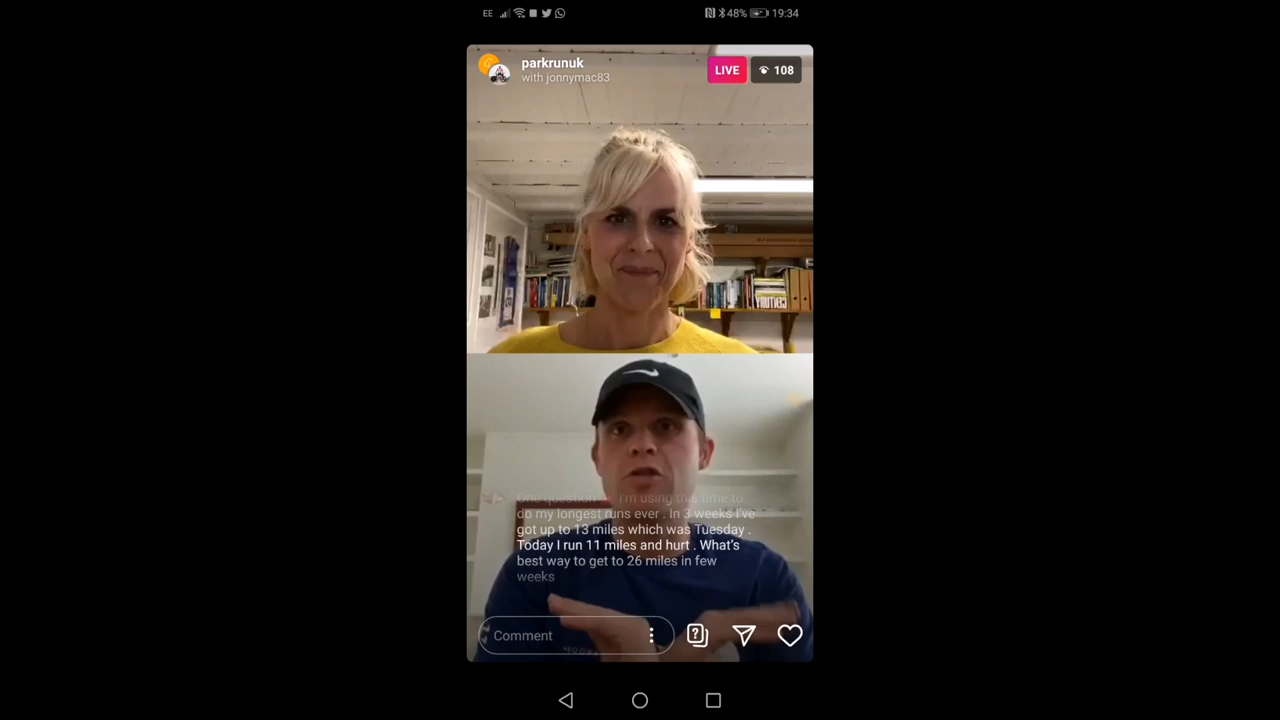 EE 48% 19:34
parkrunuk
with jonnymac83
LIVE 108
One question I'm using this time to
do my longest runs ever . In 3 weeks I've
got up to 13 miles which was Tuesday .
Today I run 11 miles and hurt . What's
best way to get to 26 miles in few
weeks
Comment